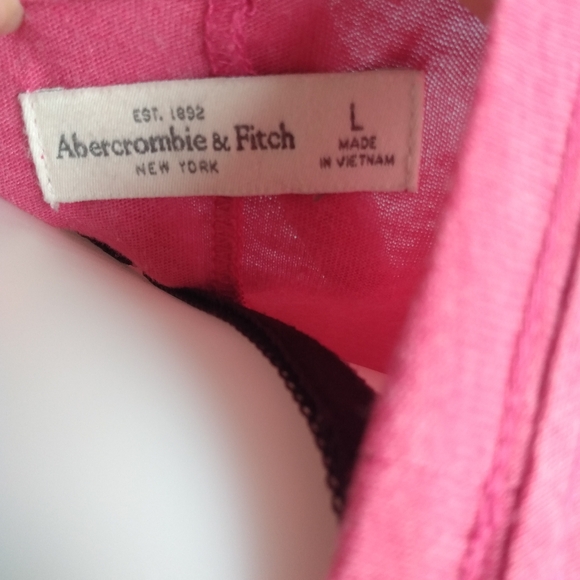 EST. 1892
Abercrombie & Fitch
NEW YORK
L
MADE
IN VIETNAM